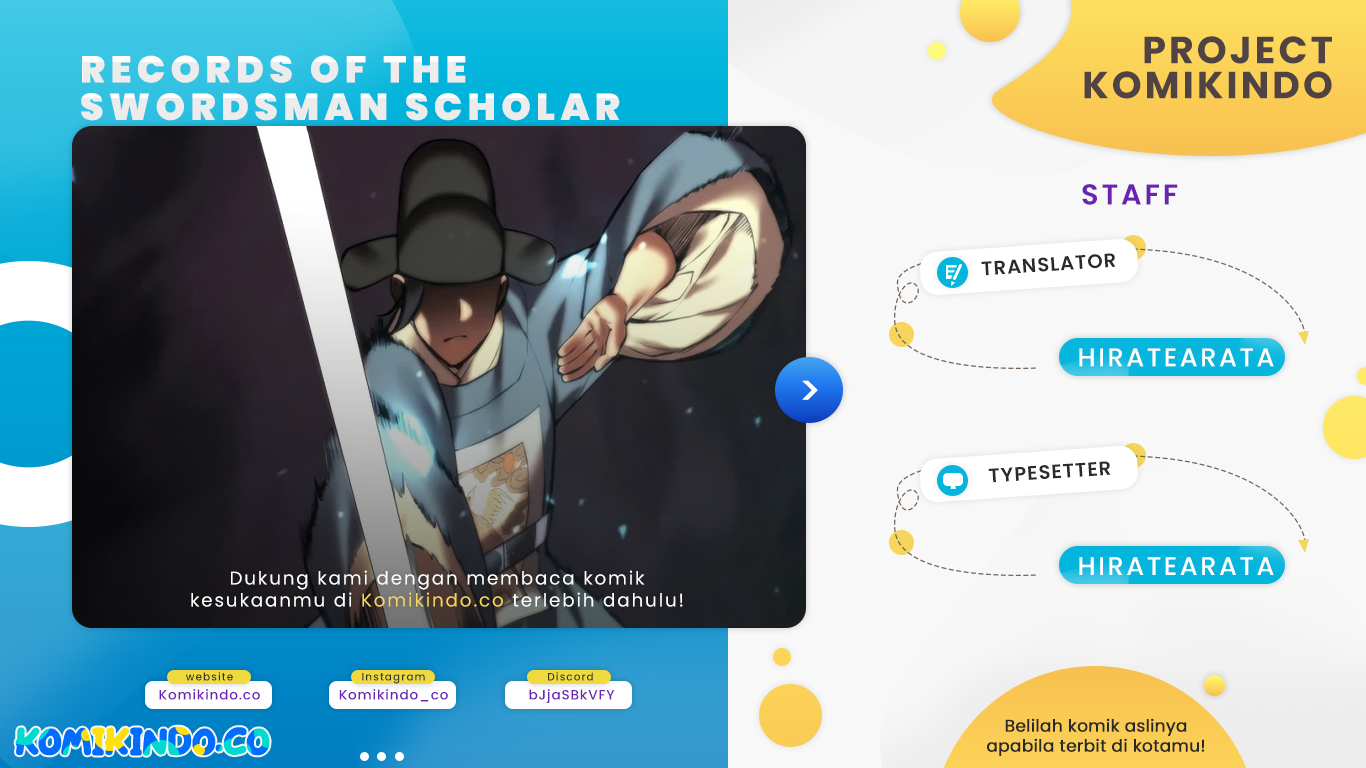 RECORDS OF THE
SWORDSMAN SCHOLAR
Dukung kami dengan membaca komik
kesukaanmu di Komikindo.co terlebih dahulu!
website
Komikindo.co
Instagram
Komikindo_co
Discord
bJjaSBkVFY
KOMIKINDO.CO
PROJECT
KOMIKINDO
STAFF
TRANSLATOR
HIRATEARATA
TYPESETTER
HIRATEARATA
Belilah komik aslinya
apabila terbit di kotamu!